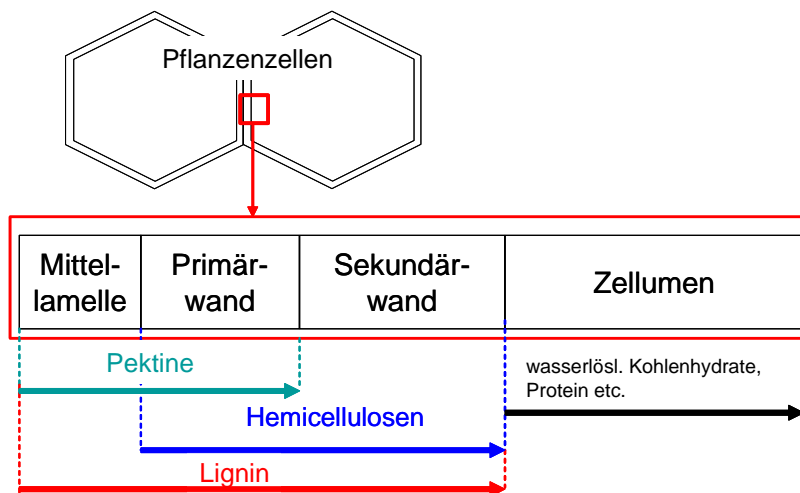 Pflanzenzellen
Mittel-
lamelle
Primär-
wand
Sekundär-
wand
Zellumen
Pektine
wasserlösl. Kohlenhydrate,
Protein etc.
Hemicellulosen
Lignin